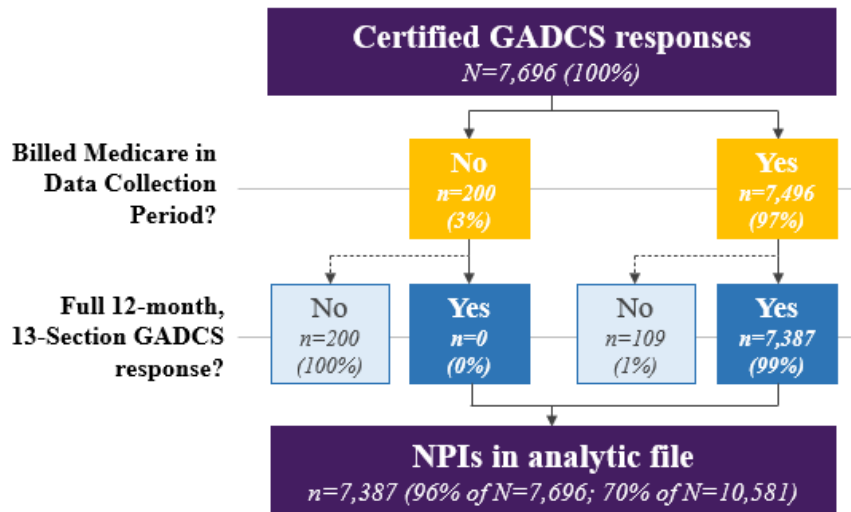 Certified GADCS responses
N=7,696 (100%)
Billed Medicare in
Data Collection
Period?
No
n=200
(3%)
Yes
n=7,496
(97%)
Full 12-month,
13-Section GADCS
response?
No
n=200
(100%)
Yes
n=0
(0%)
No
n=109
(1%)
Yes
n=7,387
(99%)
NPIs in analytic file
n=7,387 (96% of N=7,696; 70% of N=10,581)